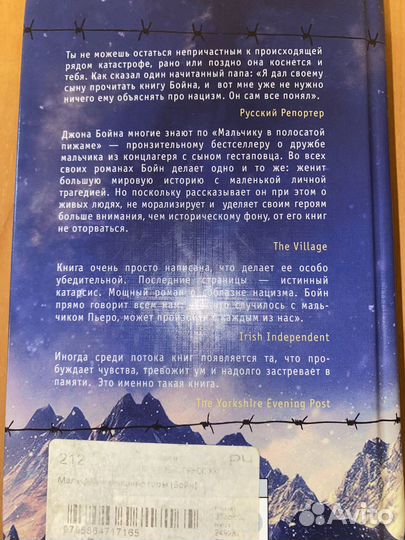 Ты не можешь остаться непричастным к происходящей
рядом катастрофе, рано или поздно она коснется и
тебя. Как сказал один начитанный папа: «Я дал своему
сыну прочитать книгу Бойна, и вот мне уже не нужно
ничего ему объяснять про нацизм. Он сам все понял».
Русский Репортер
Джона Бойна многие знают по «Мальчику в полосатой
пижаме» — пронзительному бестселлеру о дружбе
мальчика из концлагеря с сыном гестаповца. Во всех
своих романах Бойн делает одно и то же: женит
большую мировую историю с маленькой личной
трагедией. Но поскольку рассказывает он при этом о
живых людях, не морализирует и уделяет своим героям
больше внимания, чем историческому фону, от его книг
не оторваться.
The Village
Книга очень просто написана, что делает ее особо
убедительной. Последние страницы — истинный
катарсис. Мощный роман о соблазне нацизма. Бойн
прямо говорит всем нам: то, что случилось с маль-
чиком Пьеро, может произойти с каждым из нас».
Irish Independent
Иногда среди потока книг появляется та, что про-
буждает чувства, тревожит ум и надолго застревает в
памяти. Это именно такая книга.
The Yorkshire Evening Post
212
9785864717165
Avito